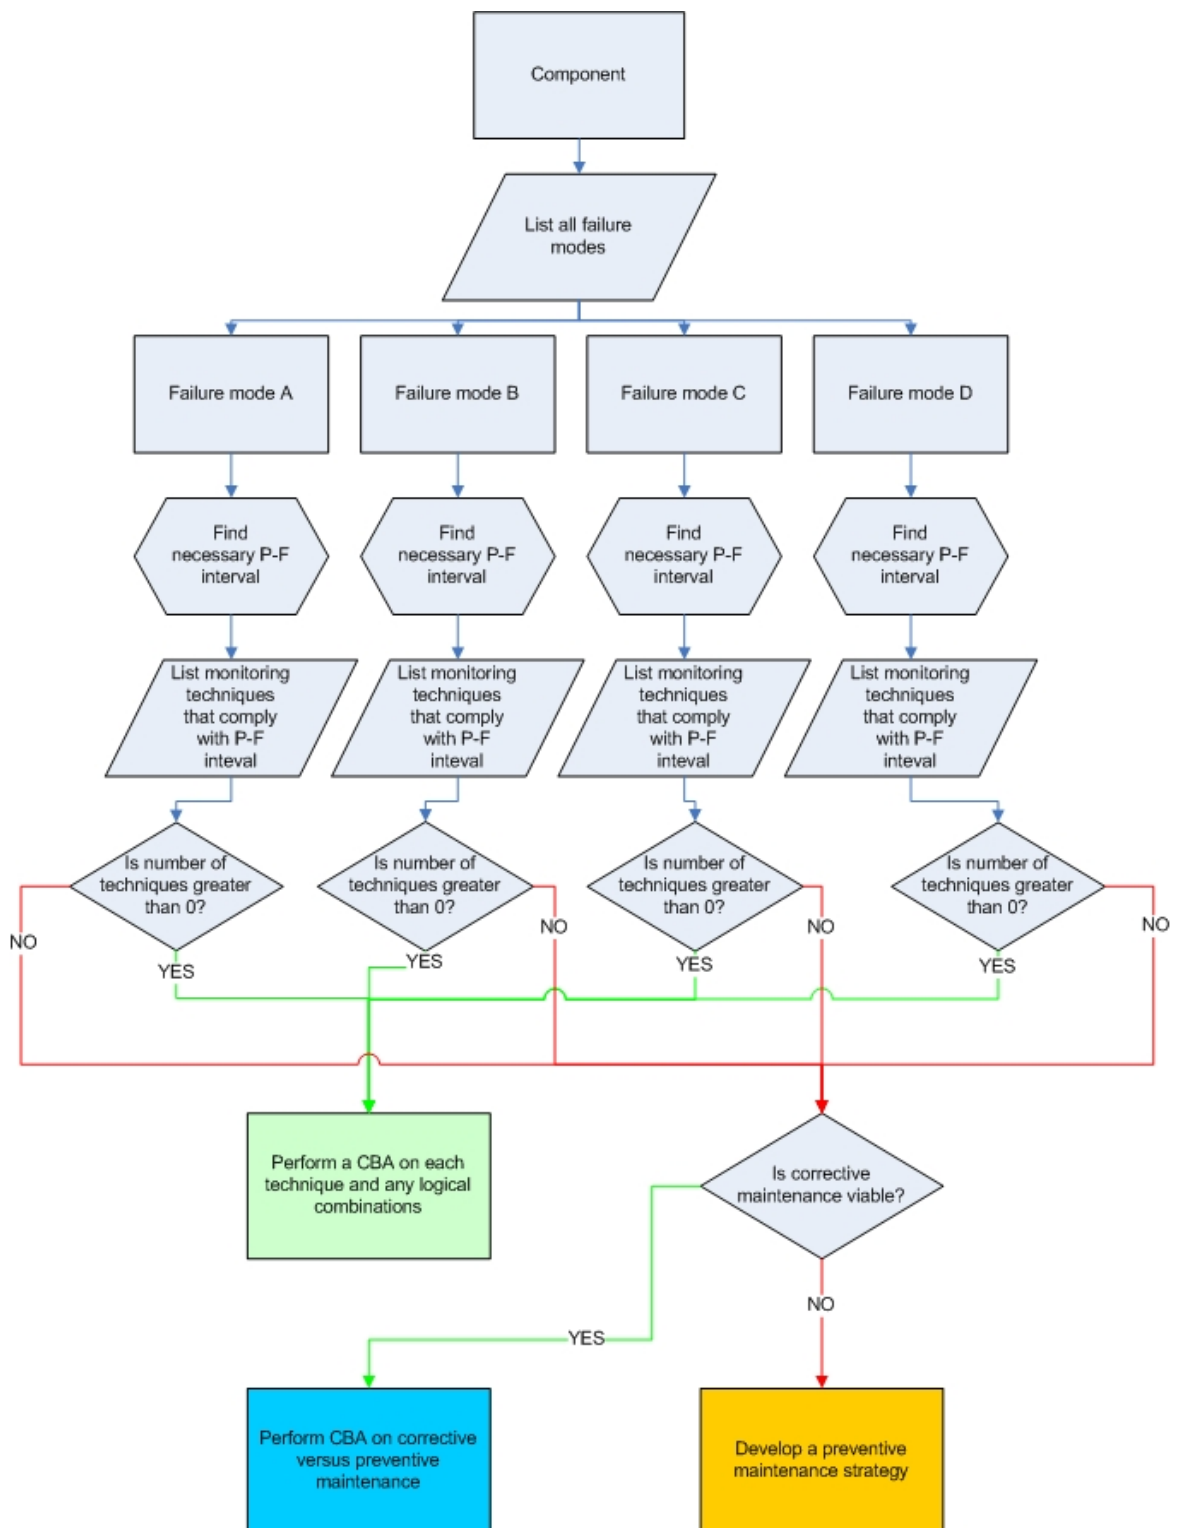 Component
List all failure
modes
Failure mode A
Failure mode B
Failure mode C
Failure mode D
Find
necessary P-F
interval
Find
necessary P-F
interval
Find
necessary P-F
interval
Find
necessary P-F
interval
List monitoring
techniques
that comply
with P-F
inteval
List monitoring
techniques
that comply
with P-F
inteval
List monitoring
techniques
that comply
with P-F
inteval
List monitoring
techniques
that comply
with P-F
inteval
Is number of
techniques greater
than 0?
Is number of
techniques greater
than 0?
Is number of
techniques greater
than 0?
Is number of
techniques greater
than 0?
NO
YES
YES
NO
YES
NO
YES
NO
Perform a CBA on each
technique and any logical
combinations
Is corrective
maintenance viable?
NO
YES
Perform CBA on corrective
versus preventive
maintenance
Develop a preventive
maintenance strategy